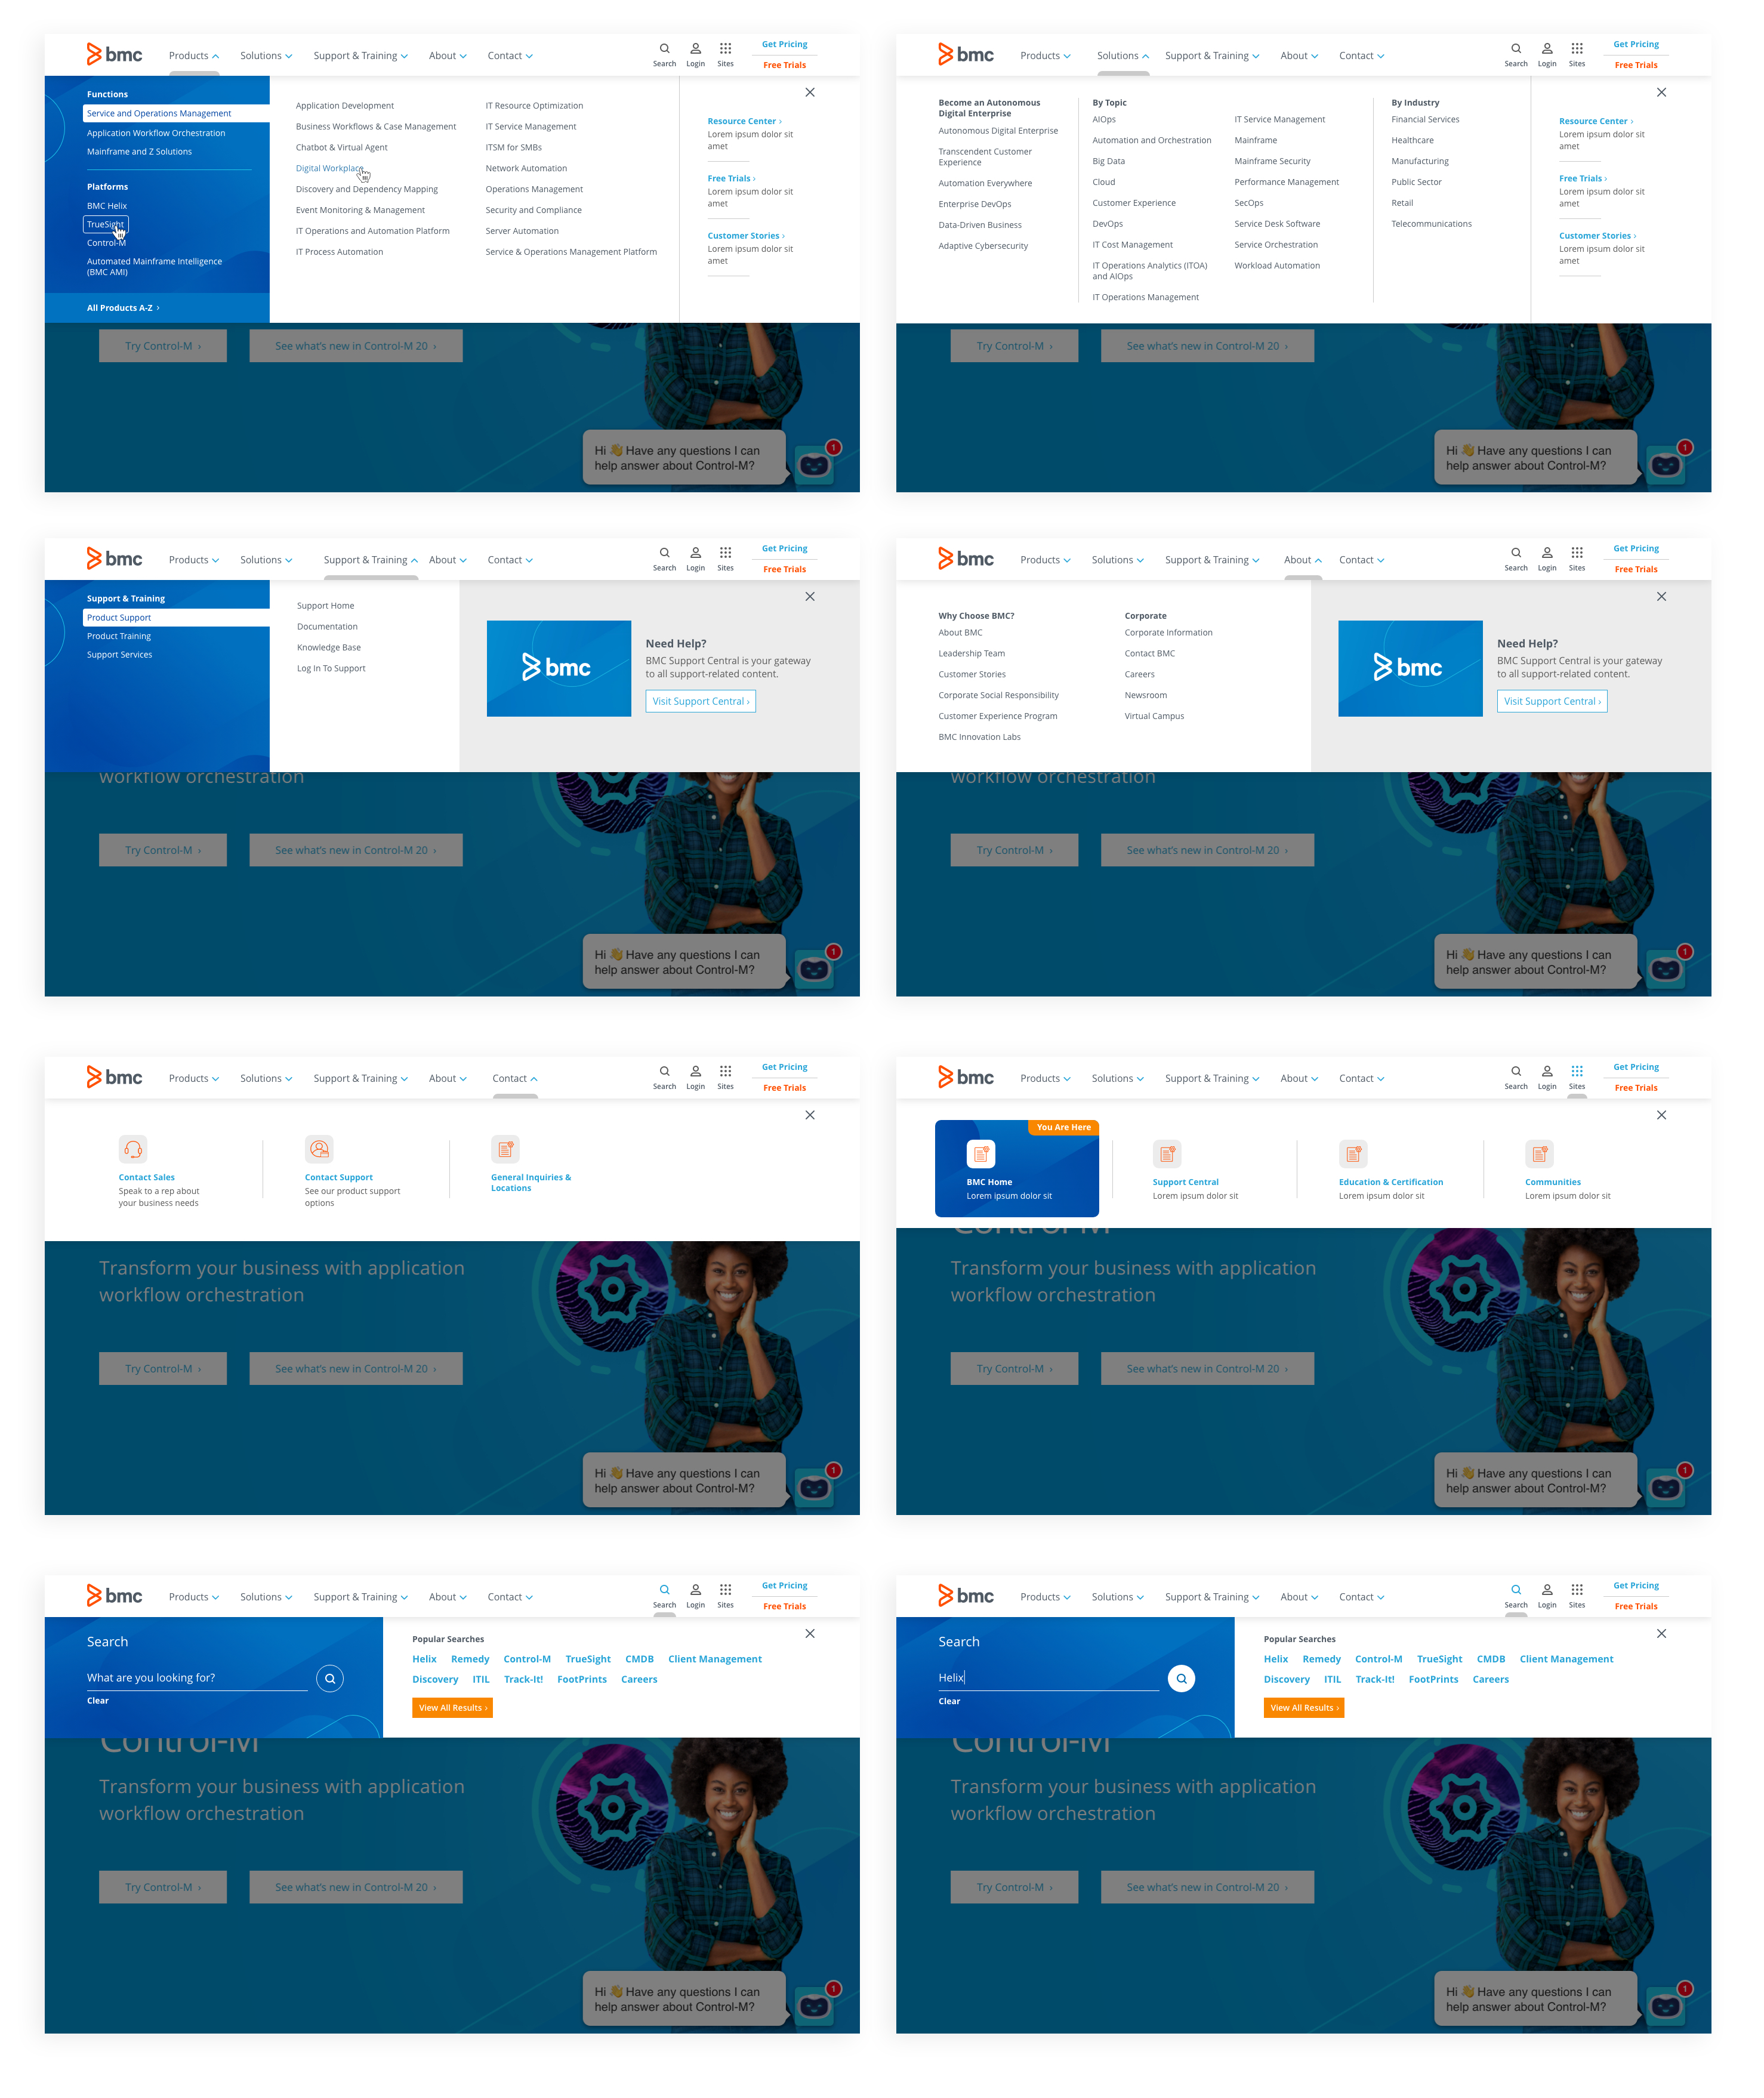 bmc
Products
Solutions
Support & Training
About
Contact
Search
Login
Sites
Get Pricing
Free Trials
Functions
Service and Operations Management
Application Workflow Orchestration
Mainframe and Z Solutions
Platforms
BMC Helix
TrueSight
Control-M
Automated Mainframe Intelligence
(BMC AMI)
All Products A-Z ›
Application Development
Business Workflows & Case Management
Chatbot & Virtual Agent
Digital Workplace
Discovery and Dependency Mapping
Event Monitoring & Management
IT Operations and Automation Platform
IT Process Automation
IT Resource Optimization
IT Service Management
ITSM for SMBs
Network Automation
Operations Management
Security and Compliance
Server Automation
Service & Operations Management Platform
Resource Center ›
Lorem ipsum dolor sit
amet
Free Trials ›
Lorem ipsum dolor sit
amet
Customer Stories ›
Lorem ipsum dolor sit
amet
Try Control-M ›
See what's new in Control-M 20 ›
Hi 👋 Have any questions I can
help answer about Control-M?
1
bmc
Products
Solutions
Support & Training
About
Contact
Search
Login
Sites
Get Pricing
Free Trials
Become an Autonomous
Digital Enterprise
Autonomous Digital Enterprise
Transcendent Customer
Experience
Automation Everywhere
Enterprise DevOps
Data-Driven Business
Adaptive Cybersecurity
By Topic
AIOps
Automation and Orchestration
Big Data
Cloud
Customer Experience
DevOps
IT Cost Management
IT Operations Analytics (ITOA)
and AIOps
IT Operations Management
IT Service Management
Mainframe
Mainframe Security
Performance Management
SecOps
Service Desk Software
Service Orchestration
Workload Automation
By Industry
Financial Services
Healthcare
Manufacturing
Public Sector
Retail
Telecommunications
Resource Center ›
Lorem ipsum dolor sit
amet
Free Trials ›
Lorem ipsum dolor sit
amet
Customer Stories ›
Lorem ipsum dolor sit
amet
Try Control-M ›
See what's new in Control-M 20 ›
Hi 👋 Have any questions I can
help answer about Control-M?
1
bmc
Products
Solutions
Support & Training
About
Contact
Search
Login
Sites
Get Pricing
Free Trials
Support & Training
Product Support
Product Training
Support Services
Support Home
Documentation
Knowledge Base
Log In To Support
bmc
Need Help?
BMC Support Central is your gateway
to all support-related content.
Visit Support Central ›
workflow orchestration
Try Control-M ›
See what's new in Control-M 20 ›
Hi 👋 Have any questions I can
help answer about Control-M?
1
bmc
Products
Solutions
Support & Training
About
Contact
Search
Login
Sites
Get Pricing
Free Trials
Why Choose BMC?
About BMC
Leadership Team
Customer Stories
Corporate Social Responsibility
Customer Experience Program
BMC Innovation Labs
Corporate
Corporate Information
Contact BMC
Careers
Newsroom
Virtual Campus
bmc
Need Help?
BMC Support Central is your gateway
to all support-related content.
Visit Support Central ›
workflow orchestration
Try Control-M ›
See what's new in Control-M 20 ›
Hi 👋 Have any questions I can
help answer about Control-M?
1
bmc
Products
Solutions
Support & Training
About
Contact
Search
Login
Sites
Get Pricing
Free Trials
Contact Sales
Speak to a rep about
your business needs
Contact Support
See our product support
options
General Inquiries &
Locations
Transform your business with application
workflow orchestration
Try Control-M ›
See what's new in Control-M 20 ›
Hi 👋 Have any questions I can
help answer about Control-M?
1
bmc
Products
Solutions
Support & Training
About
Contact
Search
Login
Sites
Get Pricing
Free Trials
You Are Here
BMC Home
Lorem ipsum dolor sit
Support Central
Lorem ipsum dolor sit
Education & Certification
Lorem ipsum dolor sit
Communities
Lorem ipsum dolor sit
Control-M
Transform your business with application
workflow orchestration
Try Control-M ›
See what's new in Control-M 20 ›
Hi 👋 Have any questions I can
help answer about Control-M?
1
bmc
Products
Solutions
Support & Training
About
Contact
Search
Login
Sites
Get Pricing
Free Trials
Search
What are you looking for?
Clear
Popular Searches
Helix Remedy Control-M TrueSight CMDB Client Management
Discovery ITIL Track-It! FootPrints Careers
View All Results ›
Control-M
Transform your business with application
workflow orchestration
Try Control-M ›
See what's new in Control-M 20 ›
Hi 👋 Have any questions I can
help answer about Control-M?
1
bmc
Products
Solutions
Support & Training
About
Contact
Search
Login
Sites
Get Pricing
Free Trials
Search
Helix
Clear
Popular Searches
Helix Remedy Control-M TrueSight CMDB Client Management
Discovery ITIL Track-It! FootPrints Careers
View All Results ›
Control-M
Transform your business with application
workflow orchestration
Try Control-M ›
See what's new in Control-M 20 ›
Hi 👋 Have any questions I can
help answer about Control-M?
1